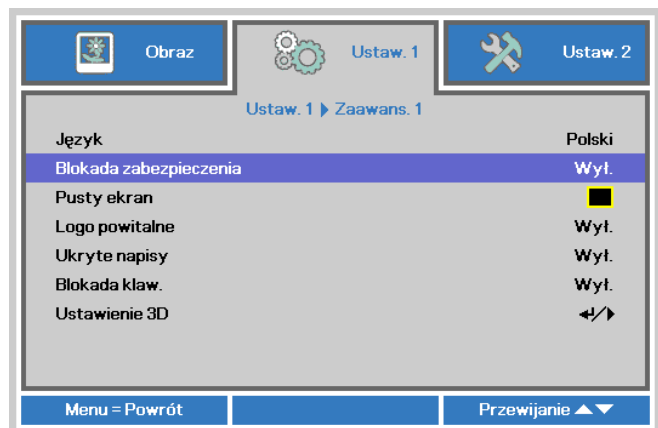 Obraz
Ustaw. 1
Ustaw. 2
Ustaw. 1 ▶ Zaawans. 1
Język Polski
Blokada zabezpieczenia Wył.
Pusty ekran
Logo powitalne Wył.
Ukryte napisy Wył.
Blokada klaw. Wył.
Ustawienie 3D ↵/▶
Menu = Powrót
Przewijanie ▲▼